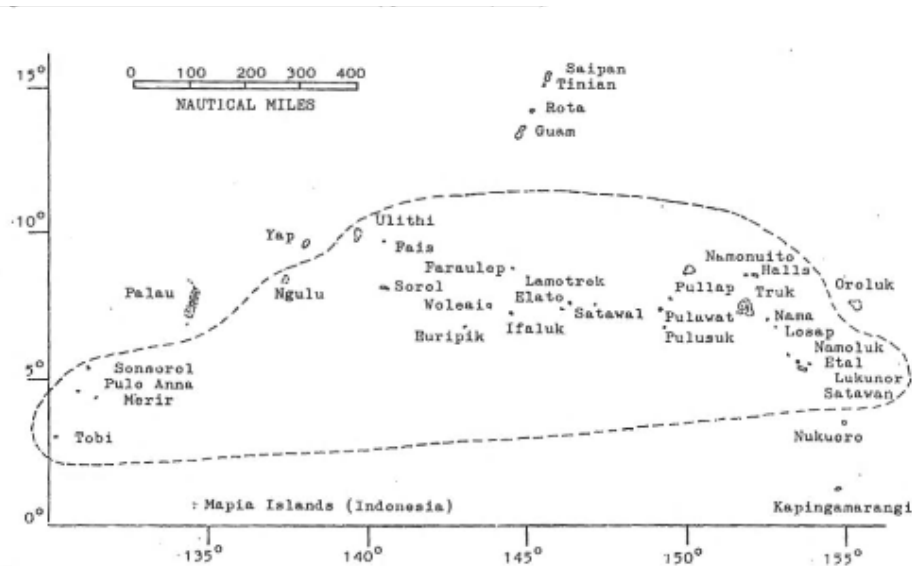 0 100 200 300 400
NAUTICAL MILES
15°
Saipan
Tinian
Rota
Guam
10°
Ulithi
Yap
Fais
Faraulep
Sorol
Ngulu
Palau
Woleai
Lamotrek
Elato
Satawal
Ifaluk
Euripik
Namonuito
Halls
Pullap
Truk
Oroluk
Pulawat
Pulusuk
Nama
Losap
Namoluk
Etal
Lukunor
Satawan
5°
Sonsorol
Pulo Anna
Merir
Tobi
Nukuoro
Mapia Islands (Indonesia)
Kapingamarangi
0°
135° 140° 145° 150° 155°